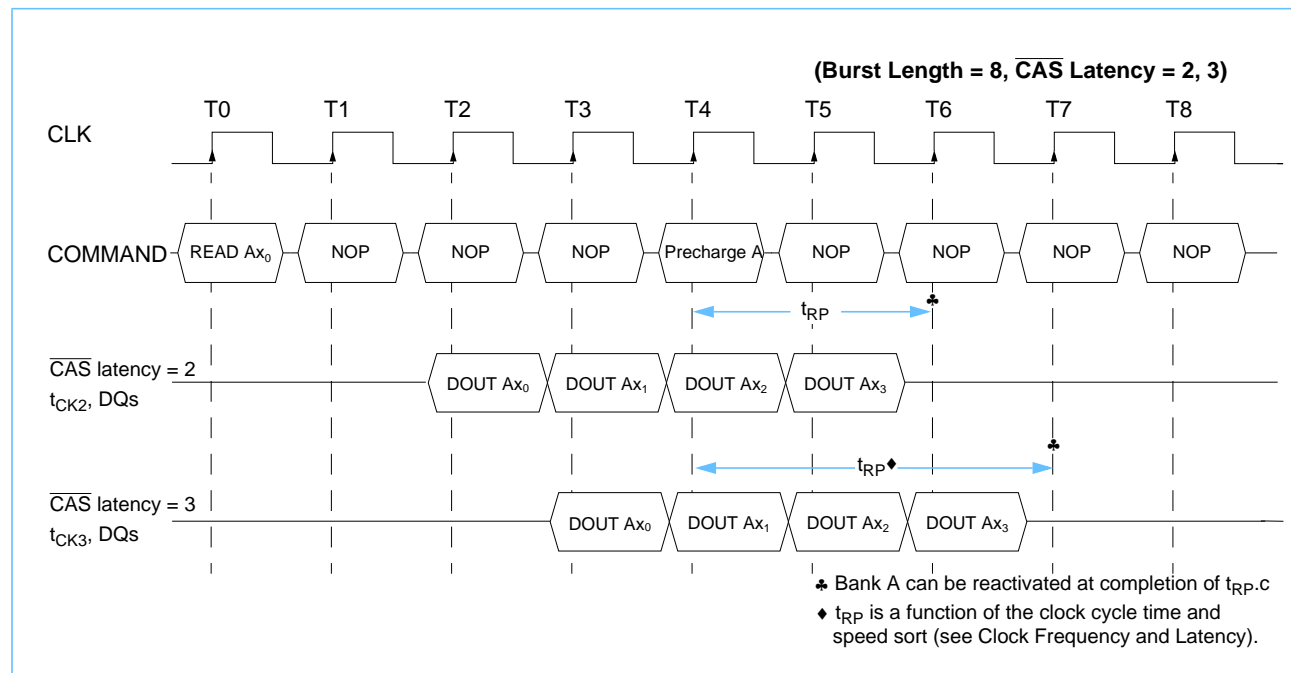 (Burst Length = 8, CAS Latency = 2, 3)
T0 T1 T2 T3 T4 T5 T6 T7 T8
CLK
COMMAND READ Ax0 NOP NOP NOP Precharge A NOP NOP NOP NOP
tRP ♣
CAS latency = 2
tCK2, DQs
DOUT Ax0 DOUT Ax1 DOUT Ax2 DOUT Ax3
♣
tRP♦
CAS latency = 3
tCK3, DQs
DOUT Ax0 DOUT Ax1 DOUT Ax2 DOUT Ax3
♣ Bank A can be reactivated at completion of tRP.c
♦ tRP is a function of the clock cycle time and
speed sort (see Clock Frequency and Latency).